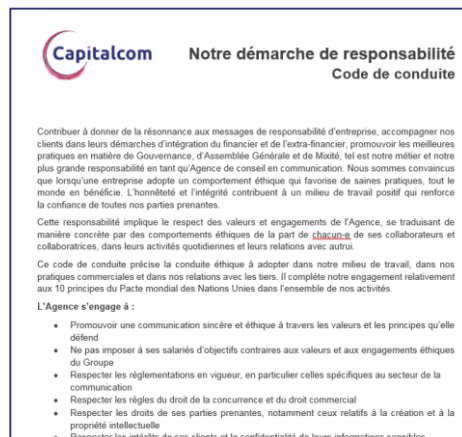 Capitalcom
Notre démarche de responsabilité
Code de conduite
Contribuer à donner de la résonnance aux messages de responsabilité d'entreprise, accompagner nos
clients dans leurs démarches d'intégration du financier et de l'extra-financier, promouvoir les meilleures
pratiques en matière de Gouvernance, d'Assemblée Générale et de Mixité, tel est notre métier et notre
plus grande responsabilité en tant qu'Agence de conseil en communication. Nous sommes convaincus
que lorsqu'une entreprise adopte un comportement éthique qui favorise de saines pratiques, tout le
monde en bénéficie. L'honnêteté et l'intégrité contribuent à un milieu de travail positif qui renforce
la confiance de toutes nos parties prenantes.
Cette responsabilité implique le respect des valeurs et engagements de l'Agence, se traduisant de
manière concrète par des comportements éthiques de la part de chacun-e de ses collaborateurs et
collaboratrices, dans leurs activités quotidiennes et leurs relations avec autrui.
Ce code de conduite précise la conduite éthique à adopter dans notre milieu de travail, dans nos
pratiques commerciales et dans nos relations avec les tiers. Il complète notre engagement relativement
aux 10 principes du Pacte mondial des Nations Unies dans l'ensemble de nos activités.
L'Agence s'engage à :
• Promouvoir une communication sincère et éthique à travers les valeurs et les principes qu'elle
défend
• Ne pas imposer à ses salariés d'objectifs contraires aux valeurs et aux engagements éthiques
du Groupe
• Respecter les réglementations en vigueur, en particulier celles spécifiques au secteur de la
communication
• Respecter les règles du droit de la concurrence et du droit commercial
• Respecter les droits de ses parties prenantes, notamment ceux relatifs à la création et à la
propriété intellectuelle
• Respecter les intérêts de ses clients et la confidentialité de leurs informations sensibles